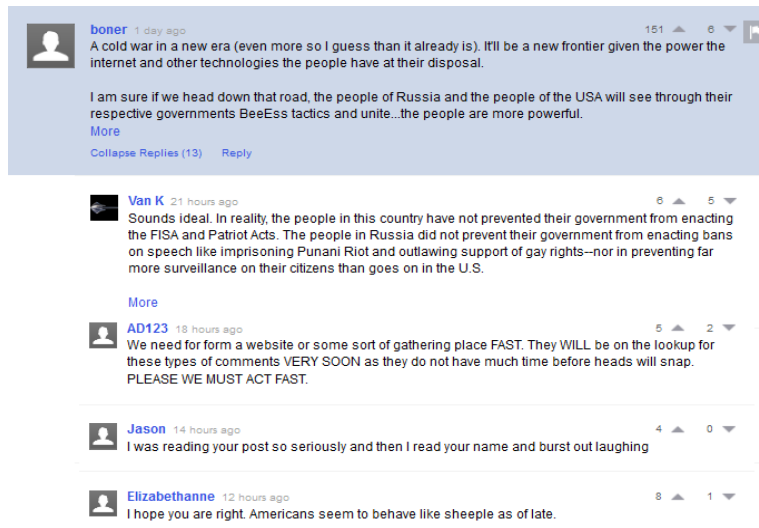 boner 1 day ago 151 6
A cold war in a new era (even more so I guess than it already is). It'll be a new frontier given the power the
internet and other technologies the people have at their disposal.
I am sure if we head down that road, the people of Russia and the people of the USA will see through their
respective governments BeeEss tactics and unite...the people are more powerful.
More
Collapse Replies (13) Reply
Van K 21 hours ago 6 5
Sounds ideal. In reality, the people in this country have not prevented their government from enacting
the FISA and Patriot Acts. The people in Russia did not prevent their government from enacting bans
on speech like imprisoning Punani Riot and outlawing support of gay rights--nor in preventing far
more surveillance on their citizens than goes on in the U.S.
More
AD123 18 hours ago 5 2
We need for form a website or some sort of gathering place FAST. They WILL be on the lookup for
these types of comments VERY SOON as they do not have much time before heads will snap.
PLEASE WE MUST ACT FAST.
Jason 14 hours ago 4 0
I was reading your post so seriously and then I read your name and burst out laughing
Elizabethanne 12 hours ago 8 1
I hope you are right. Americans seem to behave like sheeple as of late.